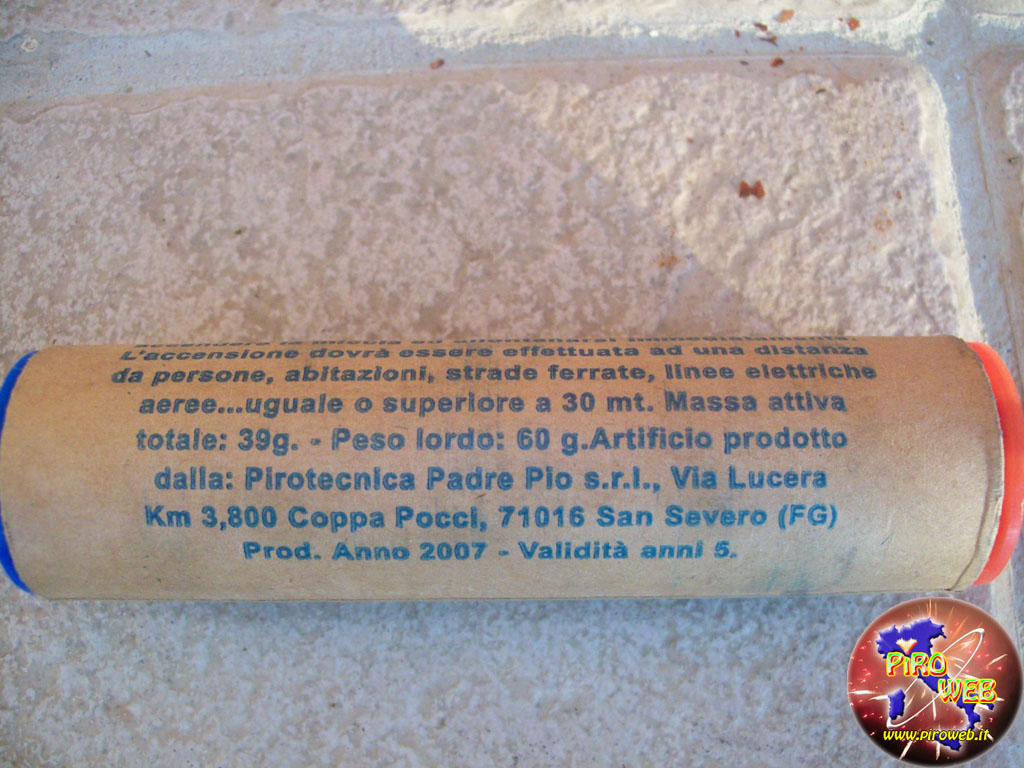 L'accensione dovrà essere effettuata ad una distanza
da persone, abitazioni, strade ferrate, linee elettriche
aeree...uguale o superiore a 30 mt. Massa attiva
totale: 39g. - Peso lordo: 60 g.Artificio prodotto
dalla: Pirotecnica Padre Pio s.r.l., Via Lucera
Km 3,800 Coppa Pocci, 71016 San Severo (FG)
Prod. Anno 2007 - Validità anni 5.
PiRO
WEB
www.piroweb.it